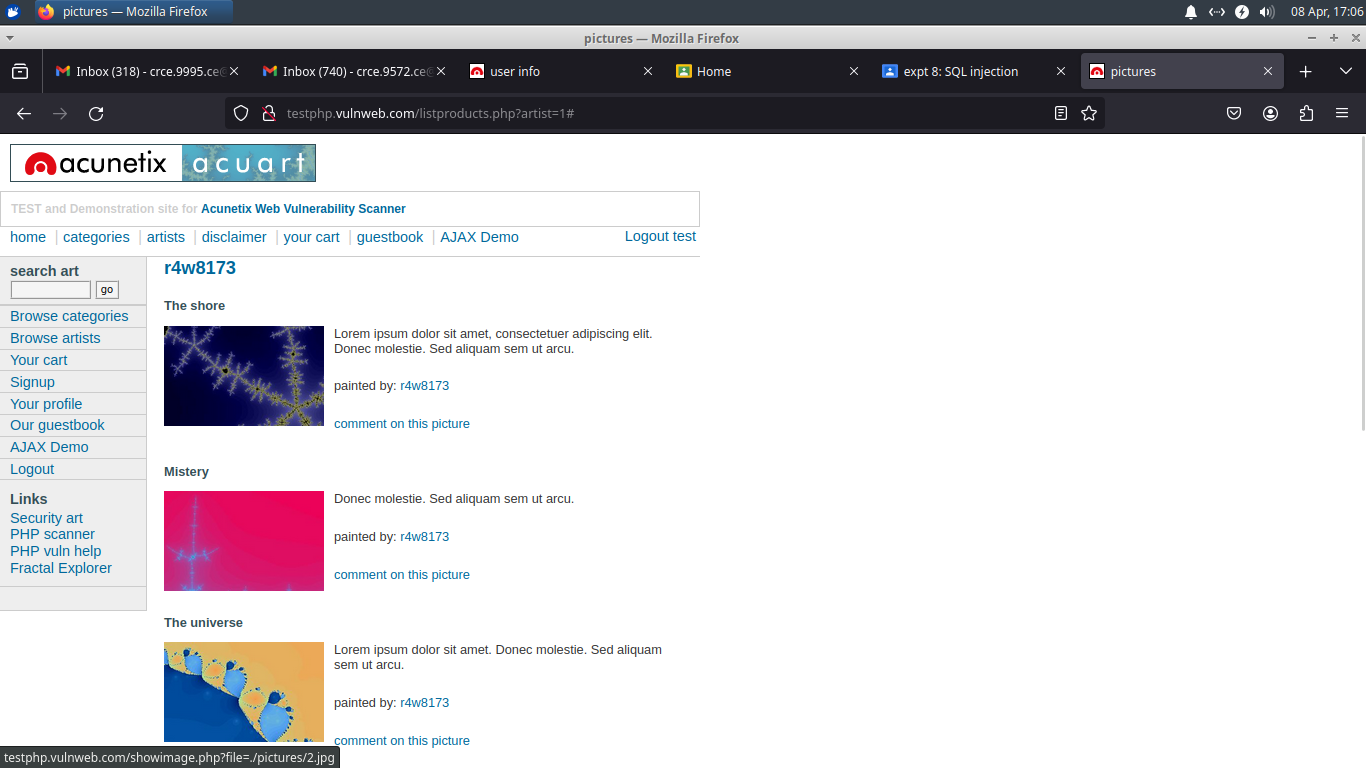 pictures — Mozilla Firefox
08 Apr, 17:06
pictures — Mozilla Firefox
Inbox (318) - crce.9995.ce@
Inbox (740) - crce.9572.ce@
user info
Home
expt 8: SQL injection
pictures
testphp.vulnweb.com/listproducts.php?artist=1#
acunetix acuart
TEST and Demonstration site for Acunetix Web Vulnerability Scanner
home | categories | artists | disclaimer | your cart | guestbook | AJAX Demo
Logout test
search art
go
Browse categories
Browse artists
Your cart
Signup
Your profile
Our guestbook
AJAX Demo
Logout
Links
Security art
PHP scanner
PHP vuln help
Fractal Explorer
r4w8173
The shore
Lorem ipsum dolor sit amet, consectetuer adipiscing elit.
Donec molestie. Sed aliquam sem ut arcu.
painted by: r4w8173
comment on this picture
Mistery
Donec molestie. Sed aliquam sem ut arcu.
painted by: r4w8173
comment on this picture
The universe
Lorem ipsum dolor sit amet. Donec molestie. Sed aliquam
sem ut arcu.
painted by: r4w8173
comment on this picture
testphp.vulnweb.com/showimage.php?file=./pictures/2.jpg